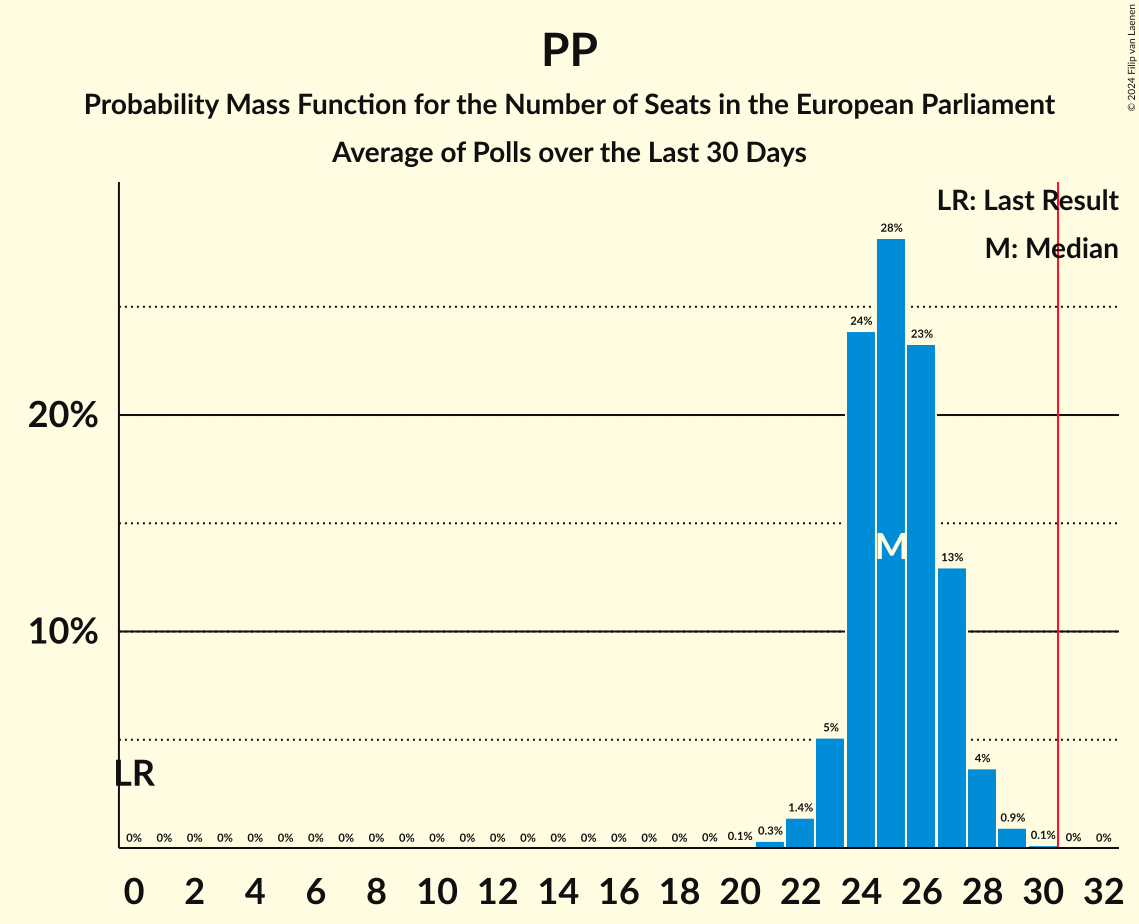 PP
Probability Mass Function for the Number of Seats in the European Parliament
Average of Polls over the Last 30 Days
© 2024 Filip van Laenen
LR: Last Result
M: Median
28%
24%
23%
20%
M
13%
10%
5%
4%
LR
0% 0% 0% 0% 0% 0% 0% 0% 0% 0% 0% 0% 0% 0% 0% 0% 0% 0% 0% 0% 0.1% 0.3% 1.4% 0.9% 0.1% 0% 0%
0 2 4 6 8 10 12 14 16 18 20 22 24 26 28 30 32